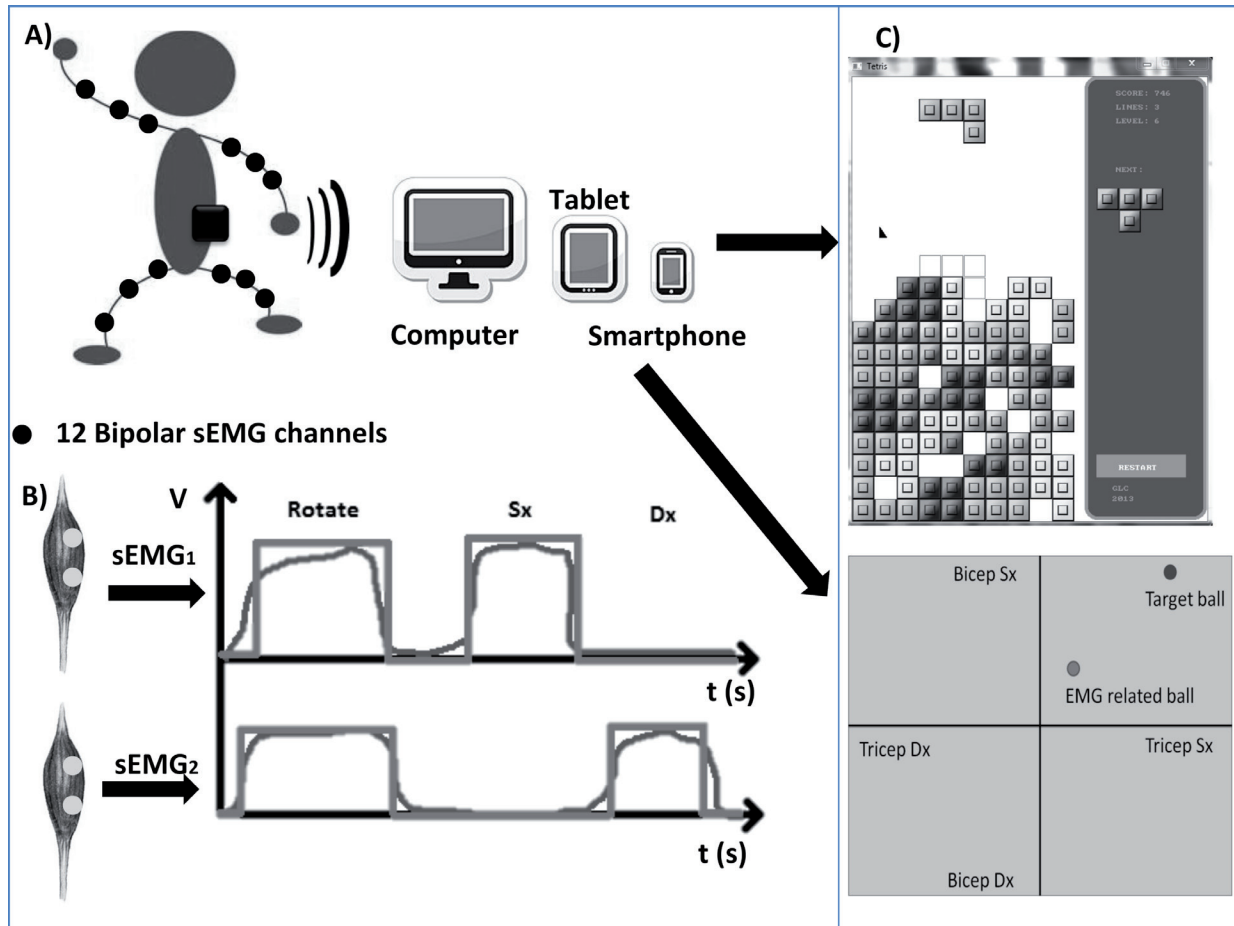 A)
Tablet
Computer
Smartphone
12 Bipolar sEMG channels
B)
V
Rotate
Sx
Dx
sEMG1
t (s)
sEMG2
t (s)
C)
Tetris
SCORE: 746
LINES: 3
LEVEL: 6
NEXT:
RESTART
GLC
2013
Bicep Sx
Target ball
EMG related ball
Tricep Dx
Tricep Sx
Bicep Dx